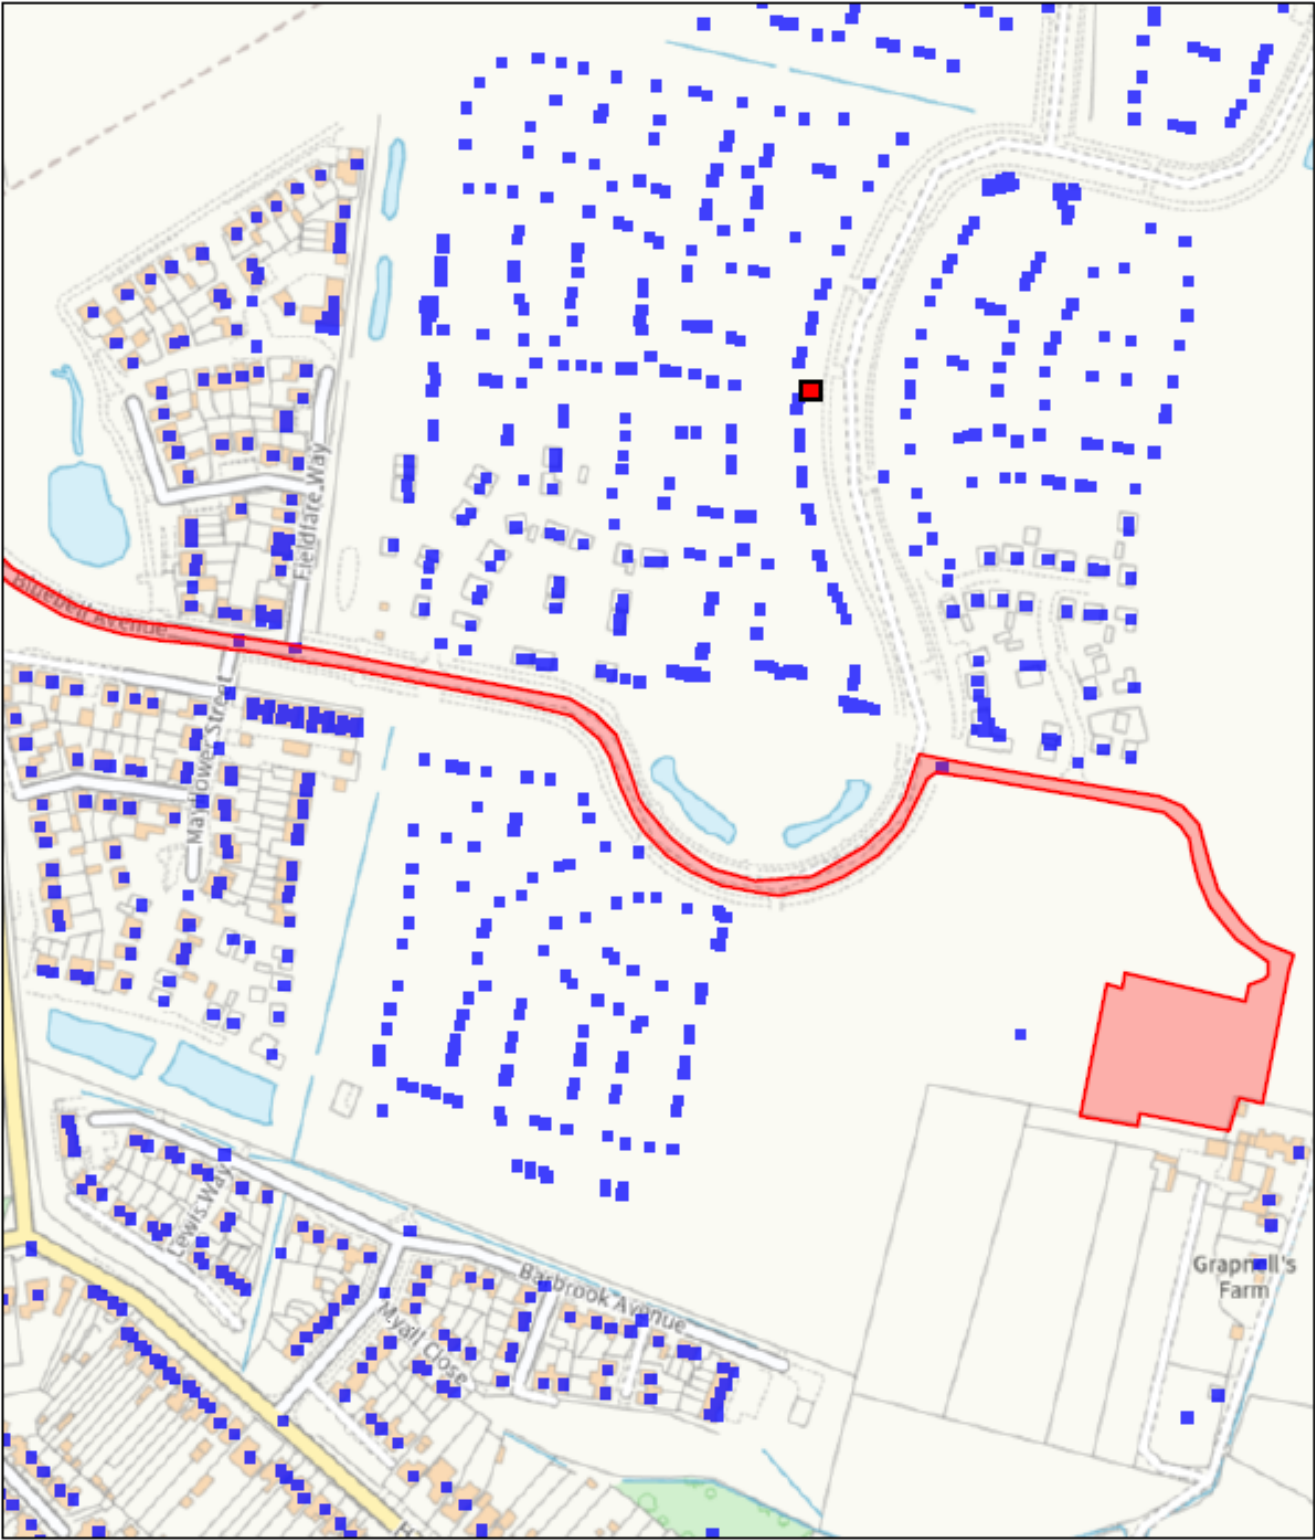 Fieldfare Way
Bluebell Avenue
Mayflower Street
Lewis Way
Barbrook Avenue
Myall Close
Grapnell's
Farm